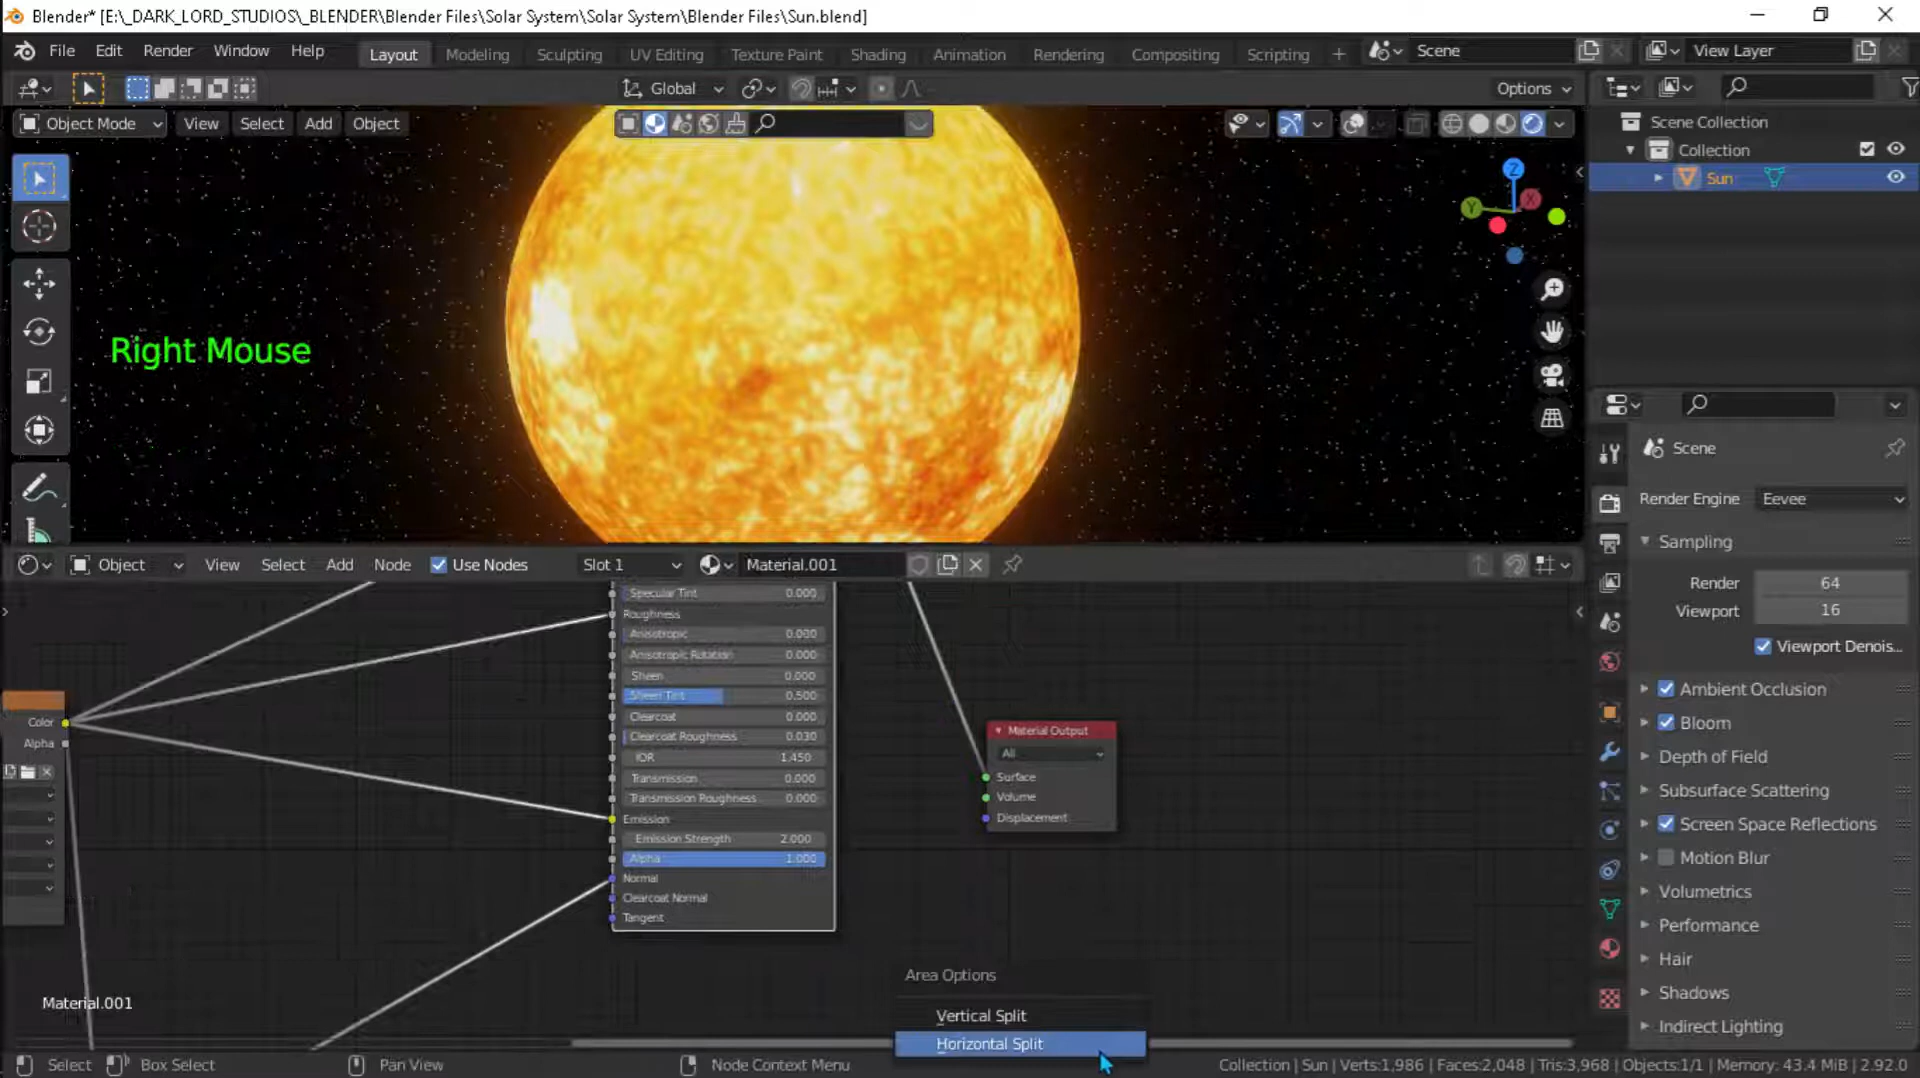 Blender* [E:\_DARK_LORD_STUDIOS\_BLENDER\Blender Files\Solar System\Solar System\Blender Files\Sun.blend]
File Edit Render Window Help Layout Modeling Sculpting UV Editing Texture Paint Shading Animation Rendering Compositing Scripting + Scene View Layer
Global Options
Object Mode View Select Add Object
Scene Collection
Collection
Sun
Z
Y
X
Right Mouse
Scene
Render Engine Eevee
Sampling
Render 64
Viewport 16
Viewport Denois...
Ambient Occlusion
Bloom
Depth of Field
Subsurface Scattering
Screen Space Reflections
Motion Blur
Volumetrics
Performance
Hair
Shadows
Indirect Lighting
Object View Select Add Node Use Nodes Slot 1 Material.001
Specular Tint 0.000
Roughness
Anisotropic 0.000
Anisotropic Rotation 0.000
Sheen 0.000
Sheen Tint 0.500
Clearcoat 0.000
Clearcoat Roughness 0.030
IOR 1.450
Transmission 0.000
Transmission Roughness 0.000
Emission
Emission Strength 2.000
Alpha 1.000
Normal
Clearcoat Normal
Tangent
Color
Alpha
Material Output
All
Surface
Volume
Displacement
Material.001
Area Options
Vertical Split
Horizontal Split
Select Box Select Pan View Node Context Menu Collection | Sun | Verts:1,986 | Faces:2,048 | Tris:3,968 | Objects:1/1 | Memory: 43.4 MiB | 2.92.0